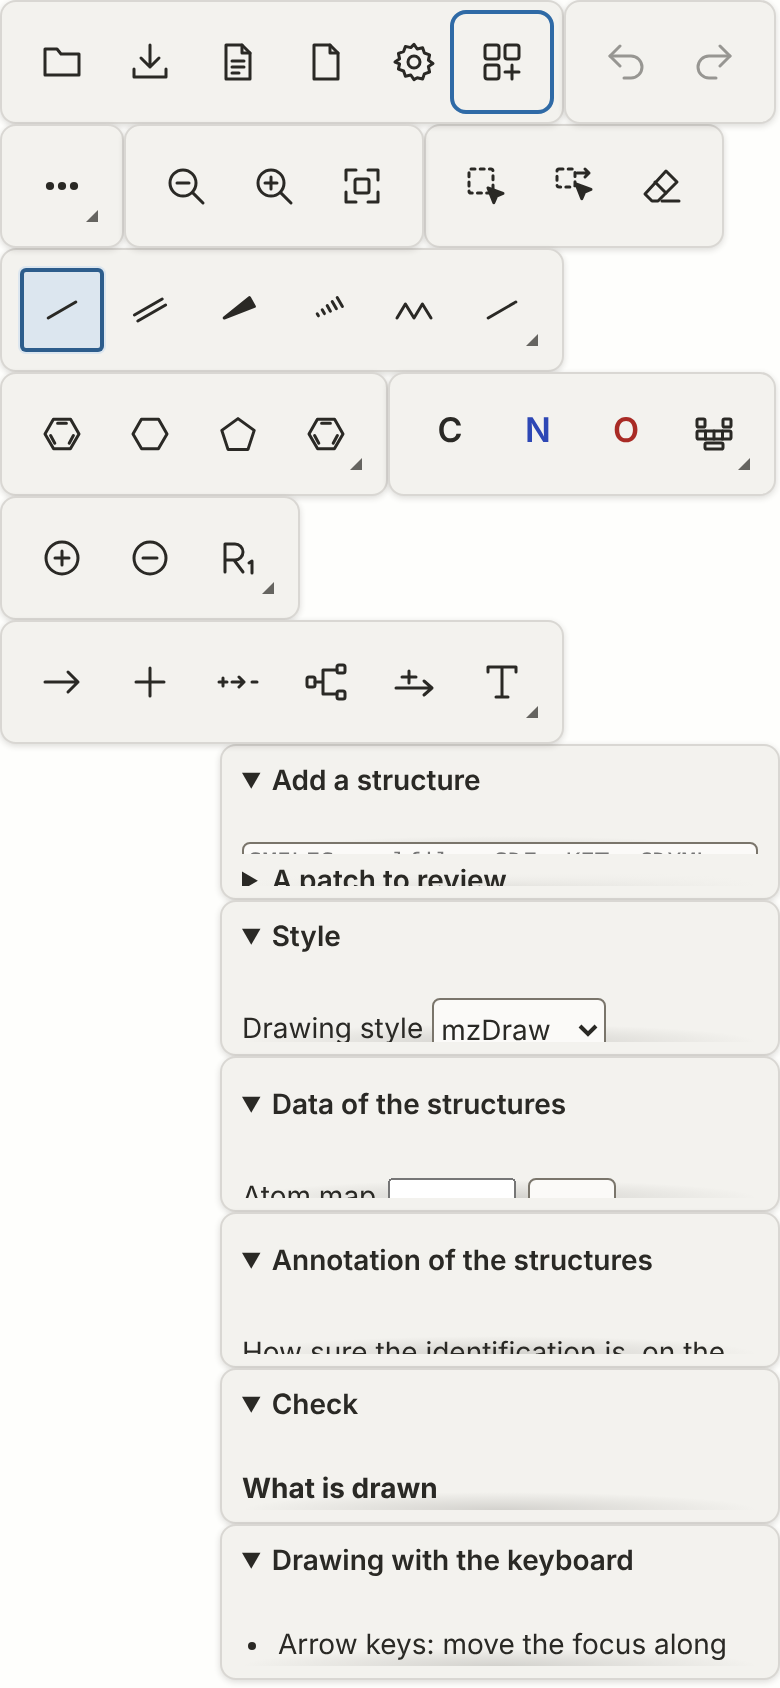 C N O
R1
T
Add a structure
A patch to review
Style
Drawing style mzDraw
Data of the structures
Atom map
Annotation of the structures
How sure the identification is, on the
Check
What is drawn
Drawing with the keyboard
• Arrow keys: move the focus along